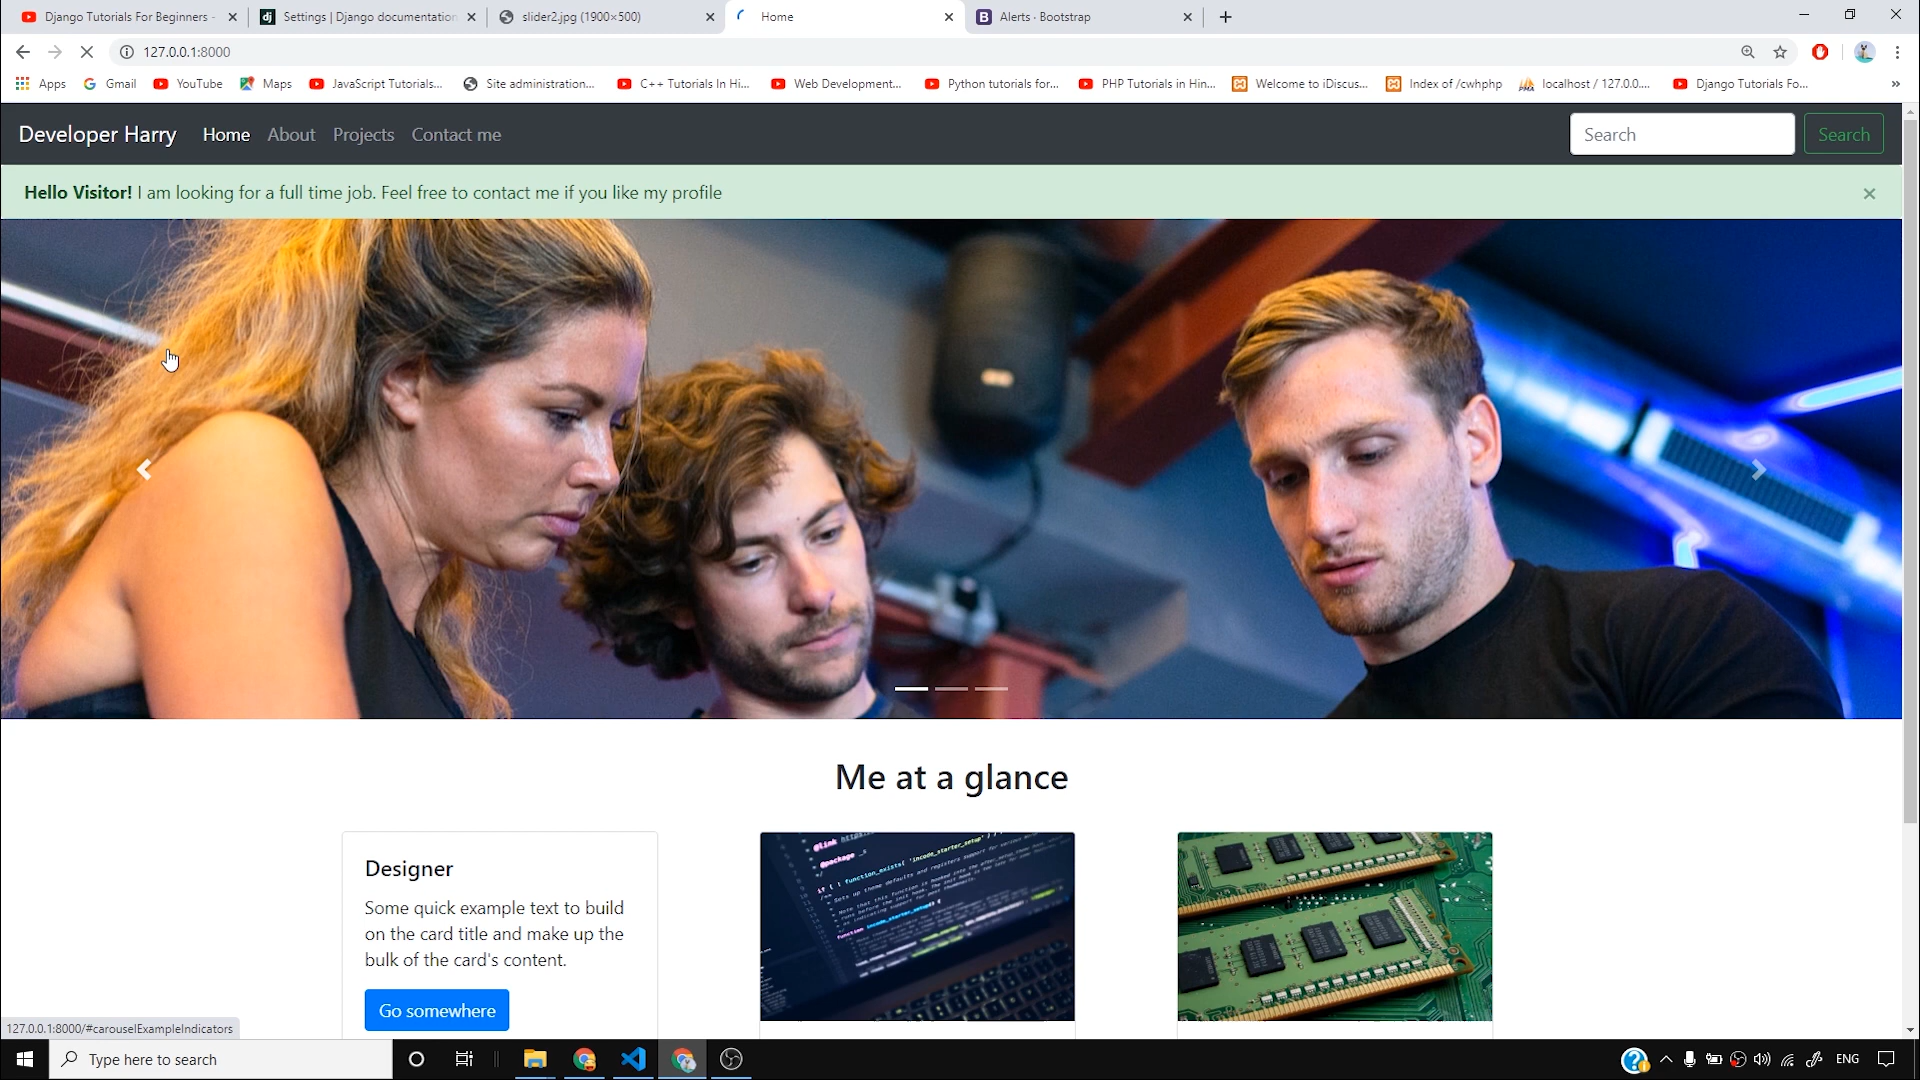 Django Tutorials For Beginners -
Settings | Django documentation
slider2.jpg (1900×500)
Home
Alerts · Bootstrap
127.0.0.1:8000
Apps
Gmail
YouTube
Maps
JavaScript Tutorials...
Site administration...
C++ Tutorials In Hi...
Web Development...
Python tutorials for...
PHP Tutorials in Hin...
Welcome to iDiscus...
Index of /cwhphp
localhost / 127.0.0....
Django Tutorials Fo...
»
Developer Harry
Home
About
Projects
Contact me
Search
Search
Hello Visitor! I am looking for a full time job. Feel free to contact me if you like my profile
×
Me at a glance
Designer
Some quick example text to build
on the card title and make up the
bulk of the card's content.
Go somewhere
127.0.0.1:8000/#carouselExampleIndicators
Type here to search
ENG